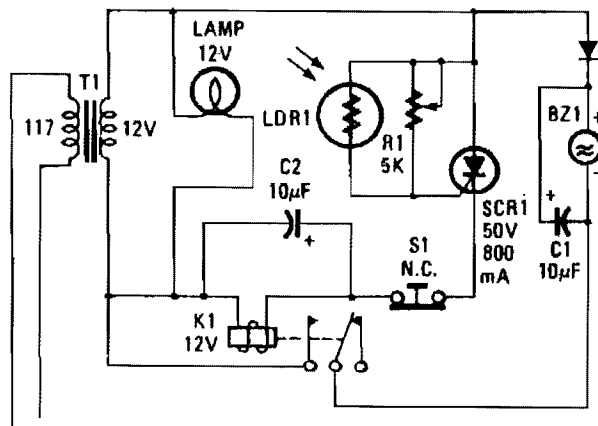 LAMP
12V
T1
117
12V
LDR1
R1
5K
BZ1
+
-
C2
10µF
+
SCR1
50V
800
mA
+
C1
10µF
S1
N.C.
K1
12V